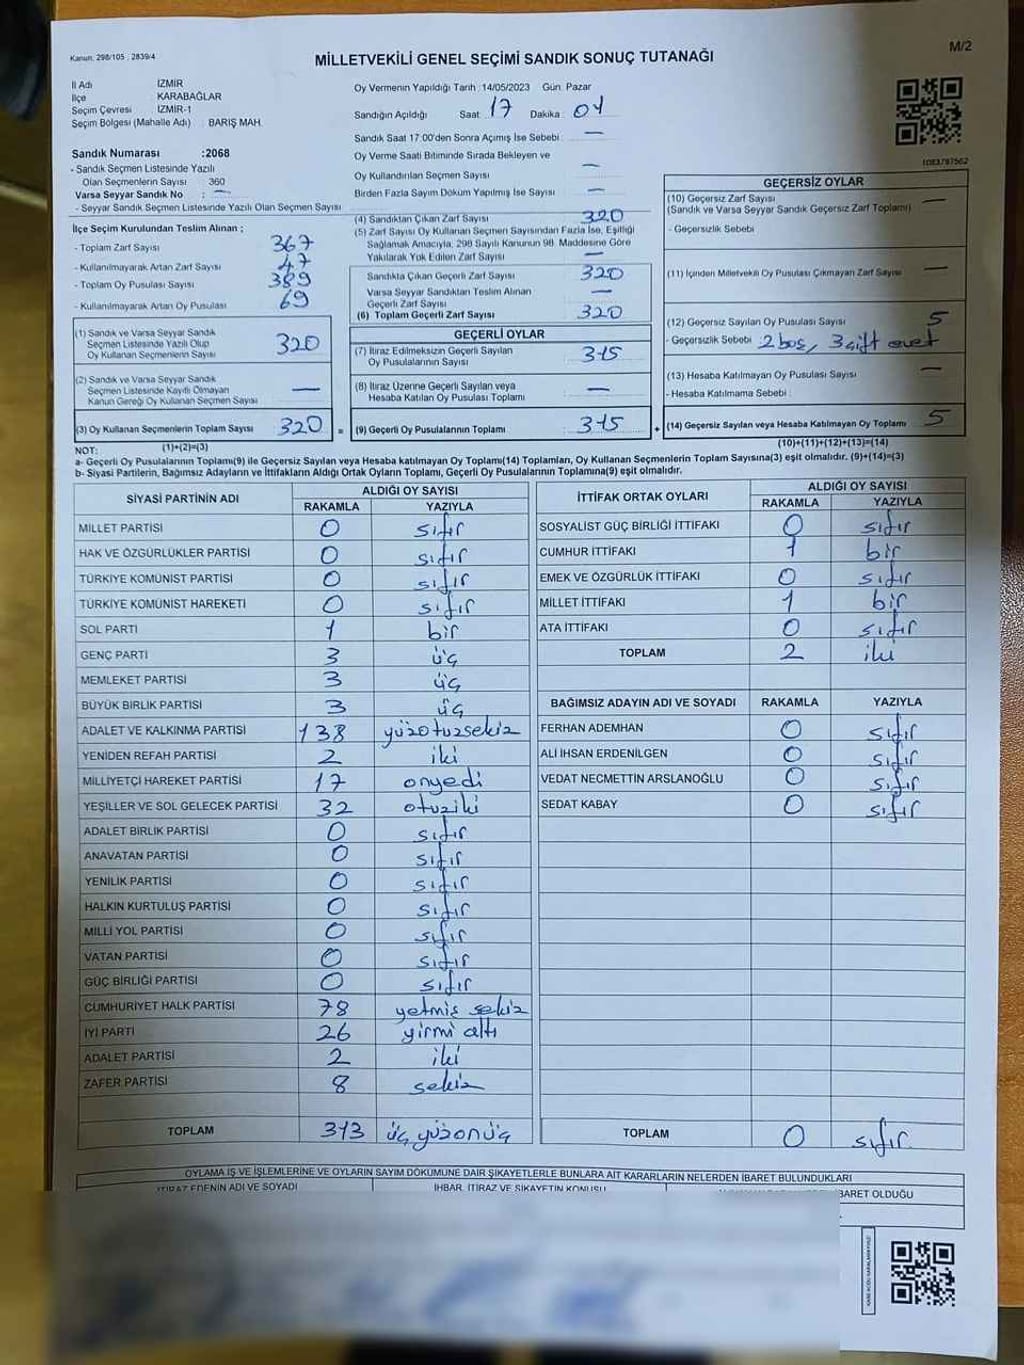 Kanun: 298/105 ; 2839/4
MİLLETVEKİLİ GENEL SEÇİMİ SANDIK SONUÇ TUTANAĞI
M/2
İl Adı İZMİR
İlçe KARABAĞLAR
Seçim Çevresi İZMİR-1
Seçim Bölgesi (Mahalle Adı) : BARIŞ MAH.
Sandık Numarası :2068
- Sandık Seçmen Listesinde Yazılı
Olan Seçmenlerin Sayısı 360
Varsa Seyyar Sandık No : —
- Seyyar Sandık Seçmen Listesinde Yazılı Olan Seçmen Sayısı
İlçe Seçim Kurulundan Teslim Alınan ;
- Toplam Zarf Sayısı 367
- Kullanılmayarak Artan Zarf Sayısı 47
- Toplam Oy Pusulası Sayısı 389
- Kullanılmayarak Artan Oy Pusulası 69
(1) Sandık ve Varsa Seyyar Sandık
Seçmen Listesinde Yazılı Olup
Oy Kullanan Seçmenlerin Sayısı 320
(2) Sandık ve Varsa Seyyar Sandık
Seçmen Listesinde Kayıtlı Olmayan
Kanun Gereği Oy Kullanan Seçmen Sayısı —
(3) Oy Kullanan Seçmenlerin Toplam Sayısı 320
(1)+(2)=(3)
Oy Vermenin Yapıldığı Tarih :14/05/2023 Gün: Pazar
Sandığın Açıldığı Saat: 17 Dakika: 04
Sandık Saat 17:00'den Sonra Açımış İse Sebebi : —
Oy Verme Saati Bitiminde Sırada Bekleyen ve
Oy Kullandırılan Seçmen Sayısı —
Birden Fazla Sayım Döküm Yapılmış İse Sayısı —
(4) Sandıktan Çıkan Zarf Sayısı 320
(5) Zarf Sayısı Oy Kullanan Seçmen Sayısından Fazla İse, Eşitliği
Sağlamak Amacıyla, 298 Sayılı Kanunun 98. Maddesine Göre
Yakılarak Yok Edilen Zarf Sayısı —
Sandıkta Çıkan Geçerli Zarf Sayısı 320
Varsa Seyyar Sandıktan Teslim Alınan
Geçerli Zarf Sayısı —
(6) Toplam Geçerli Zarf Sayısı 320
GEÇERLİ OYLAR
(7) İtiraz Edilmeksizin Geçerli Sayılan
Oy Pusulalarının Sayısı 315
(8) İtiraz Üzerine Geçerli Sayılan veya
Hesaba Katılan Oy Pusulası Toplamı —
= (9) Geçerli Oy Pusulalarının Toplamı 315 +
1083787562
GEÇERSİZ OYLAR
(10) Geçersiz Zarf Sayısı —
(Sandık ve Varsa Seyyar Sandık Geçersiz Zarf Toplamı)
- Geçersizlik Sebebi
(11) İçinden Milletvekili Oy Pusulası Çıkmayan Zarf Sayısı —
(12) Geçersiz Sayılan Oy Pusulası Sayısı 5
- Geçersizlik Sebebi 2 boş, 3 çift evet
(13) Hesaba Katılmayan Oy Pusulası Sayısı —
- Hesaba Katılmama Sebebi :
(14) Geçersiz Sayılan veya Hesaba Katılmayan Oy Toplamı 5
(10)+(11)+(12)+(13)=(14)
NOT:
a- Geçerli Oy Pusulalarının Toplamı(9) ile Geçersiz Sayılan veya Hesaba katılmayan Oy Toplamı(14) Toplamları, Oy Kullanan Seçmenlerin Toplam Sayısına(3) eşit olmalıdır. (9)+(14)=(3)
b- Siyasi Partilerin, Bağımsız Adayların ve İttifakların Aldığı Ortak Oyların Toplamı, Geçerli Oy Pusulalarının Toplamına(9) eşit olmalıdır.
SİYASİ PARTİNİN ADI ALDIĞI OY SAYISI
RAKAMLA YAZIYLA
MİLLET PARTİSİ 0 sıfır
HAK VE ÖZGÜRLÜKLER PARTİSİ 0 sıfır
TÜRKİYE KOMÜNİST PARTİSİ 0 sıfır
TÜRKİYE KOMÜNİST HAREKETİ 0 sıfır
SOL PARTİ 1 bir
GENÇ PARTİ 3 üç
MEMLEKET PARTİSİ 3 üç
BÜYÜK BİRLİK PARTİSİ 3 üç
ADALET VE KALKINMA PARTİSİ 138 yüzotuzsekiz
YENİDEN REFAH PARTİSİ 2 iki
MİLLİYETÇİ HAREKET PARTİSİ 17 onyedi
YEŞİLLER VE SOL GELECEK PARTİSİ 32 otuziki
ADALET BİRLİK PARTİSİ 0 sıfır
ANAVATAN PARTİSİ 0 sıfır
YENİLİK PARTİSİ 0 sıfır
HALKIN KURTULUŞ PARTİSİ 0 sıfır
MİLLİ YOL PARTİSİ 0 sıfır
VATAN PARTİSİ 0 sıfır
GÜÇ BİRLİĞİ PARTİSİ 0 sıfır
CUMHURİYET HALK PARTİSİ 78 yetmiş sekiz
İYİ PARTİ 26 yirmi altı
ADALET PARTİSİ 2 iki
ZAFER PARTİSİ 8 sekiz
TOPLAM 313 üç yüzonüç
İTTİFAK ORTAK OYLARI ALDIĞI OY SAYISI
RAKAMLA YAZIYLA
SOSYALİST GÜÇ BİRLİĞİ İTTİFAKI 0 sıfır
CUMHUR İTTİFAKI 1 bir
EMEK VE ÖZGÜRLÜK İTTİFAKI 0 sıfır
MİLLET İTTİFAKI 1 bir
ATA İTTİFAKI 0 sıfır
TOPLAM 2 iki
BAĞIMSIZ ADAYIN ADI VE SOYADI RAKAMLA YAZIYLA
FERHAN ADEMHAN 0 sıfır
ALİ İHSAN ERDENİLGEN 0 sıfır
VEDAT NECMETTİN ARSLANOĞLU 0 sıfır
SEDAT KABAY 0 sıfır
TOPLAM 0 sıfır
OYLAMA İŞ VE İŞLEMLERİNE VE OYLARIN SAYIM DÖKÜMÜNE DAİR ŞİKAYETLERLE BUNLARA AİT KARARLARIN NELERDEN İBARET BULUNDUKLARI
İTİRAZ EDENİN ADI VE SOYADI İHBAR, İTİRAZ VE ŞİKAYETİN KONUSU İBARET OLDUĞU